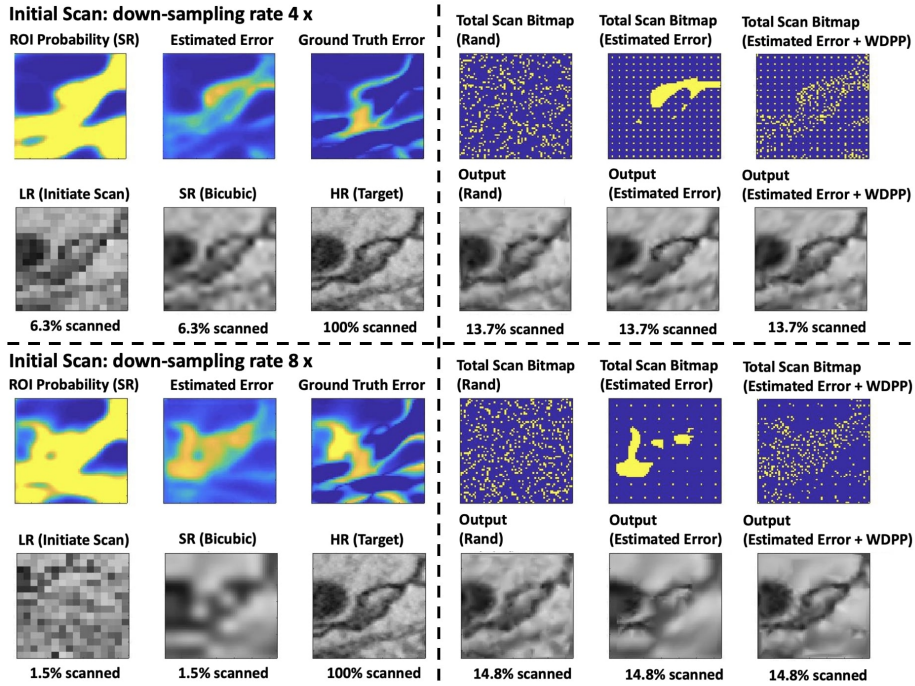 Initial Scan: down-sampling rate 4 x
ROI Probability (SR)
Estimated Error
Ground Truth Error
Total Scan Bitmap
(Rand)
Total Scan Bitmap
(Estimated Error)
Total Scan Bitmap
(Estimated Error + WDPP)
LR (Initiate Scan)
SR (Bicubic)
HR (Target)
Output
(Rand)
Output
(Estimated Error)
Output
(Estimated Error + WDPP)
6.3% scanned
6.3% scanned
100% scanned
13.7% scanned
13.7% scanned
13.7% scanned
Initial Scan: down-sampling rate 8 x
ROI Probability (SR)
Estimated Error
Ground Truth Error
Total Scan Bitmap
(Rand)
Total Scan Bitmap
(Estimated Error)
Total Scan Bitmap
(Estimated Error + WDPP)
LR (Initiate Scan)
SR (Bicubic)
HR (Target)
Output
(Rand)
Output
(Estimated Error)
Output
(Estimated Error + WDPP)
1.5% scanned
1.5% scanned
100% scanned
14.8% scanned
14.8% scanned
14.8% scanned